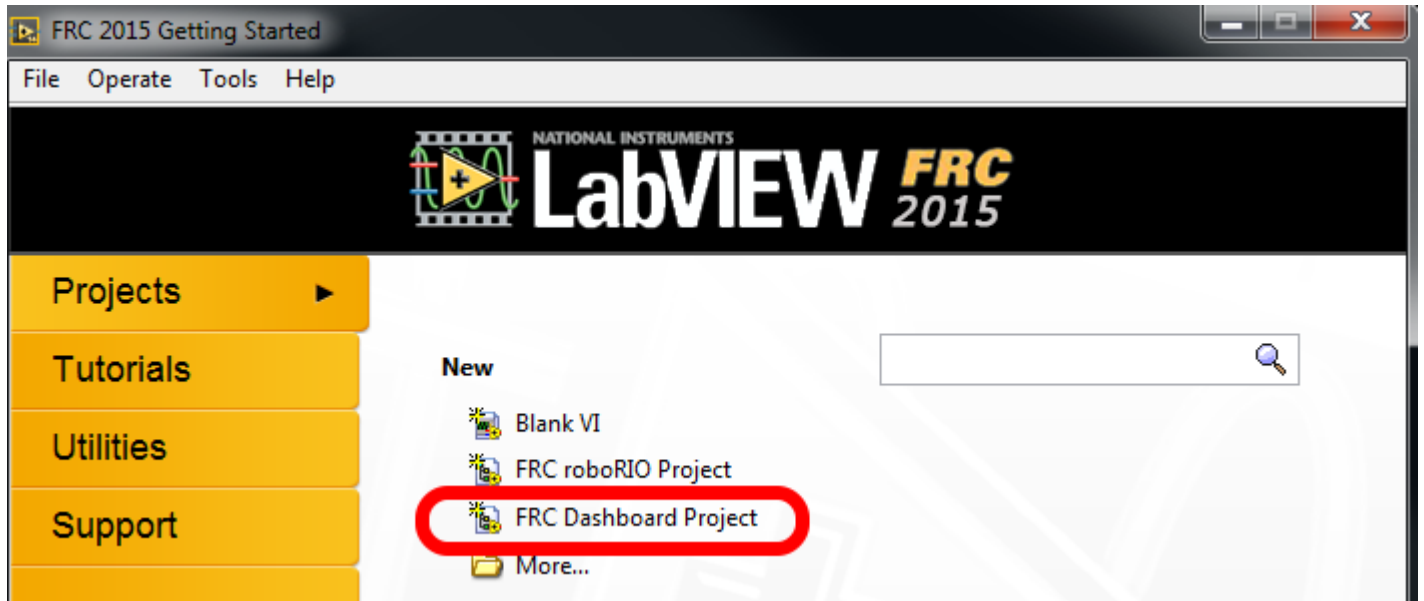 FRC 2015 Getting Started
File Operate Tools Help
NATIONAL INSTRUMENTS
LabVIEW FRC 2015
Projects
Tutorials
Utilities
Support
New
Blank VI
FRC roboRIO Project
FRC Dashboard Project
More...